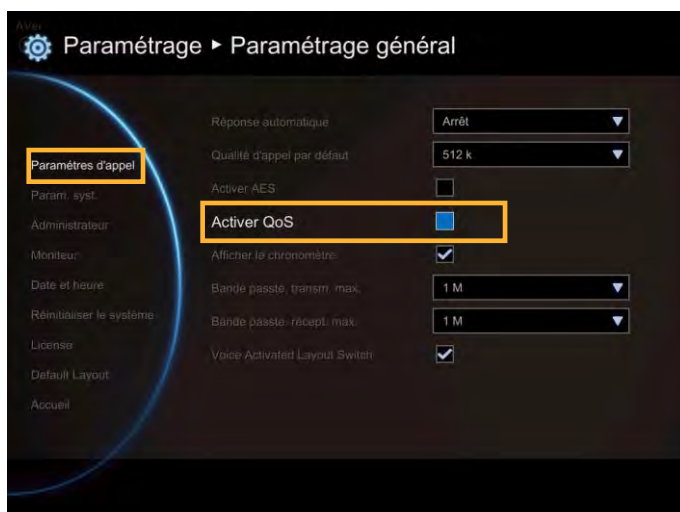 AVer
Paramétrage ▸ Paramétrage général
Réponse automatique Arrêt
Paramétres d'appel
Qualité d'appel par défaut 512 k
Param. syst.
Activer AES
Administrateur
Activer QoS
Moniteur
Afficher le chronomètre
Date et heure
Bande passte. transm. max. 1 M
Réinitialiser le système
Bande passte. récept. max. 1 M
License
Voice Activated Layout Switch
Default Layout
Accueil